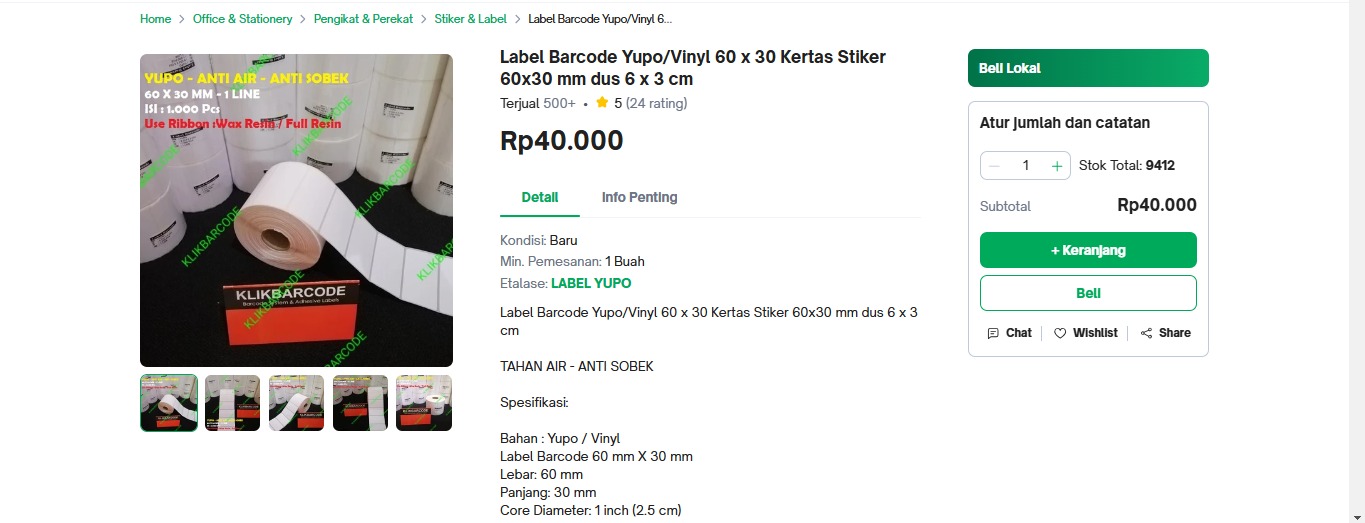 Home > Office & Stationery > Pengikat & Perekat > Stiker & Label > Label Barcode Yupo/Vinyl 6...
YUPO - ANTI AIR - ANTI SOBEK
60 X 30 MM - 1 LINE
ISI : 1.000 Pcs
Use Ribbon :Wax Resin / Full Resin
KLIKBARCODE
KLIKBARCODE
KLIKBARCODE
KLIKBARCODE
KLIKBARCODE
Barcode System & Adhesive Labels
KLIKBARCODE
Label Barcode Yupo/Vinyl 60 x 30 Kertas Stiker
60x30 mm dus 6 x 3 cm
Terjual 500+ • 5 (24 rating)
Rp40.000
Detail
Info Penting
Kondisi: Baru
Min. Pemesanan: 1 Buah
Etalase: LABEL YUPO
Label Barcode Yupo/Vinyl 60 x 30 Kertas Stiker 60x30 mm dus 6 x 3
cm
TAHAN AIR - ANTI SOBEK
Spesifikasi:
Bahan : Yupo / Vinyl
Label Barcode 60 mm X 30 mm
Lebar: 60 mm
Panjang: 30 mm
Core Diameter: 1 inch (2.5 cm)
Beli Lokal
Atur jumlah dan catatan
1
Stok Total: 9412
Subtotal Rp40.000
+ Keranjang
Beli
Chat
Wishlist
Share